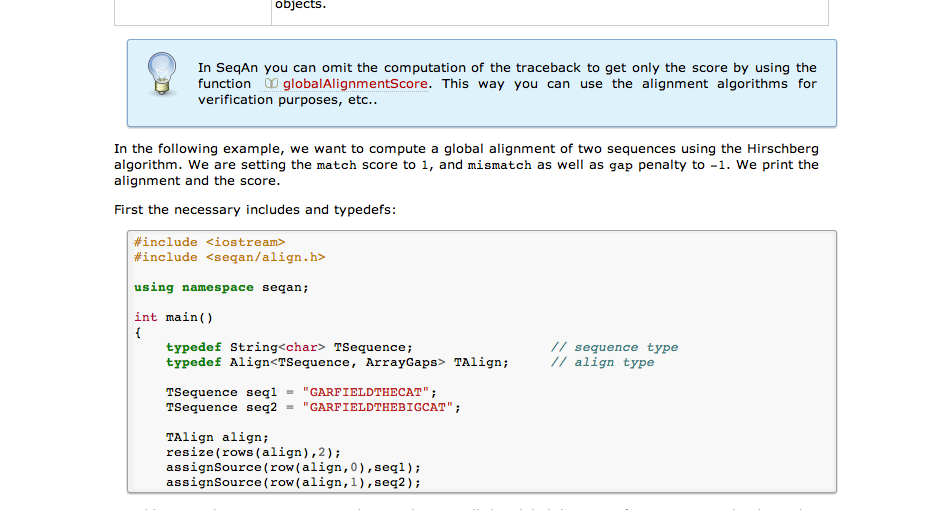 objects.
In SeqAn you can omit the computation of the traceback to get only the score by using the
function globalAlignmentScore. This way you can use the alignment algorithms for
verification purposes, etc..
In the following example, we want to compute a global alignment of two sequences using the Hirschberg
algorithm. We are setting the match score to 1, and mismatch as well as gap penalty to -1. We print the
alignment and the score.
First the necessary includes and typedefs:
#include <iostream>
#include <seqan/align.h>
using namespace seqan;
int main()
{
    typedef String<char> TSequence;                 // sequence type
    typedef Align<TSequence, ArrayGaps> TAlign;     // align type
    TSequence seq1 = "GARFIELDTHECAT";
    TSequence seq2 = "GARFIELDTHEBIGCAT";
    TAlign align;
    resize(rows(align),2);
    assignSource(row(align,0),seq1);
    assignSource(row(align,1),seq2);